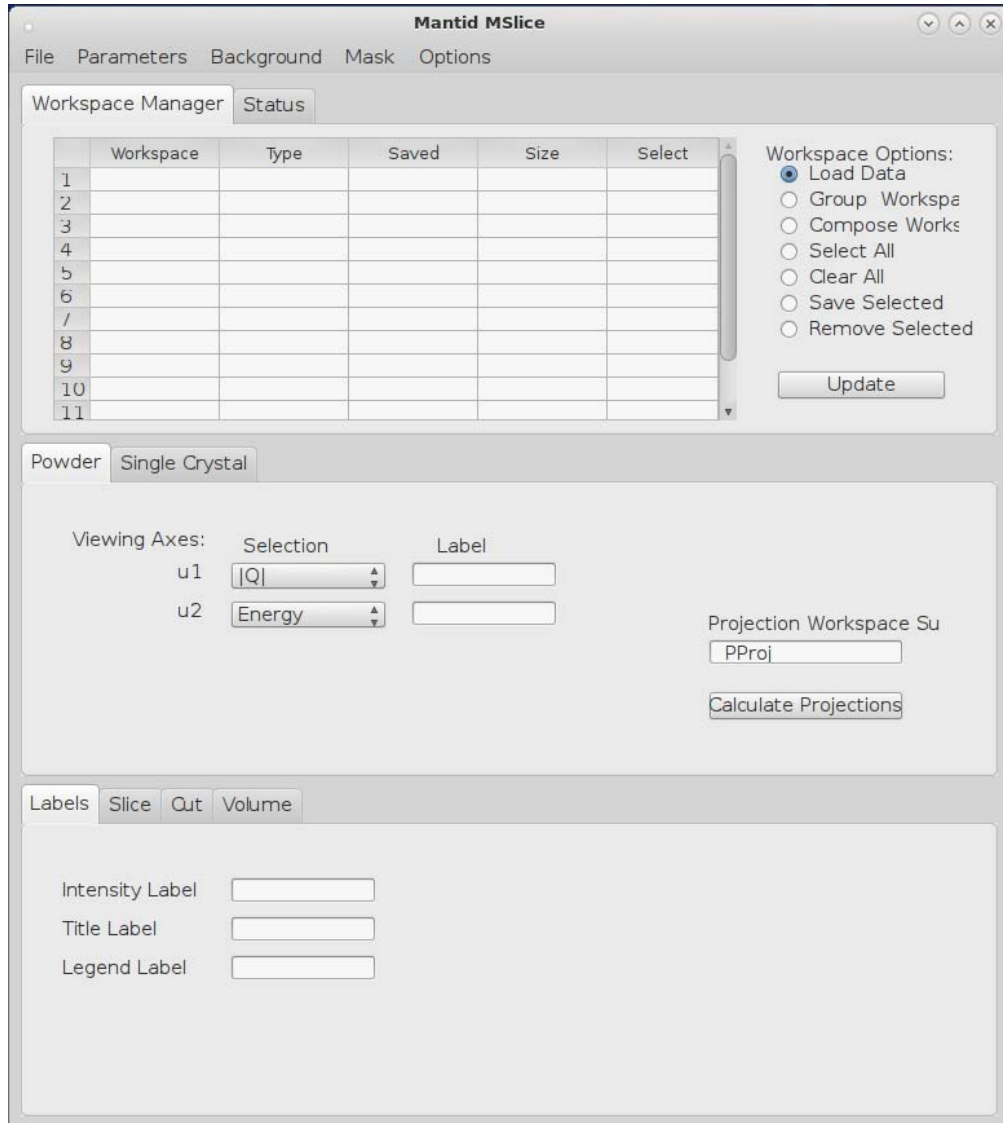 Mantid MSlice
File Parameters Background Mask Options
Workspace Manager Status
Workspace Type Saved Size Select
1
2
3
4
5
6
7
8
9
10
11
Workspace Options:
Load Data
Group Workspa
Compose Works
Select All
Clear All
Save Selected
Remove Selected
Update
Powder Single Crystal
Viewing Axes: Selection Label
u1 |Q|
u2 Energy
Projection Workspace Su
_PProj
Calculate Projections
Labels Slice Cut Volume
Intensity Label
Title Label
Legend Label